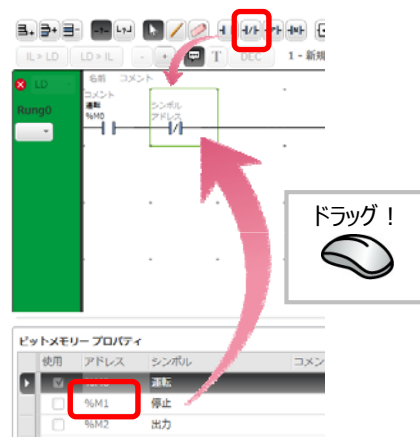 IL > LD
LD > IL
-
+
T
DEC
1 - 新規
LD
名前 コメント
Rung0
コメント
運転
%M0
シンボル
アドレス
ドラッグ！
ビットメモリー プロパティ
使用 アドレス シンボル コメン
%M0 運転
%M1 停止
%M2 出力